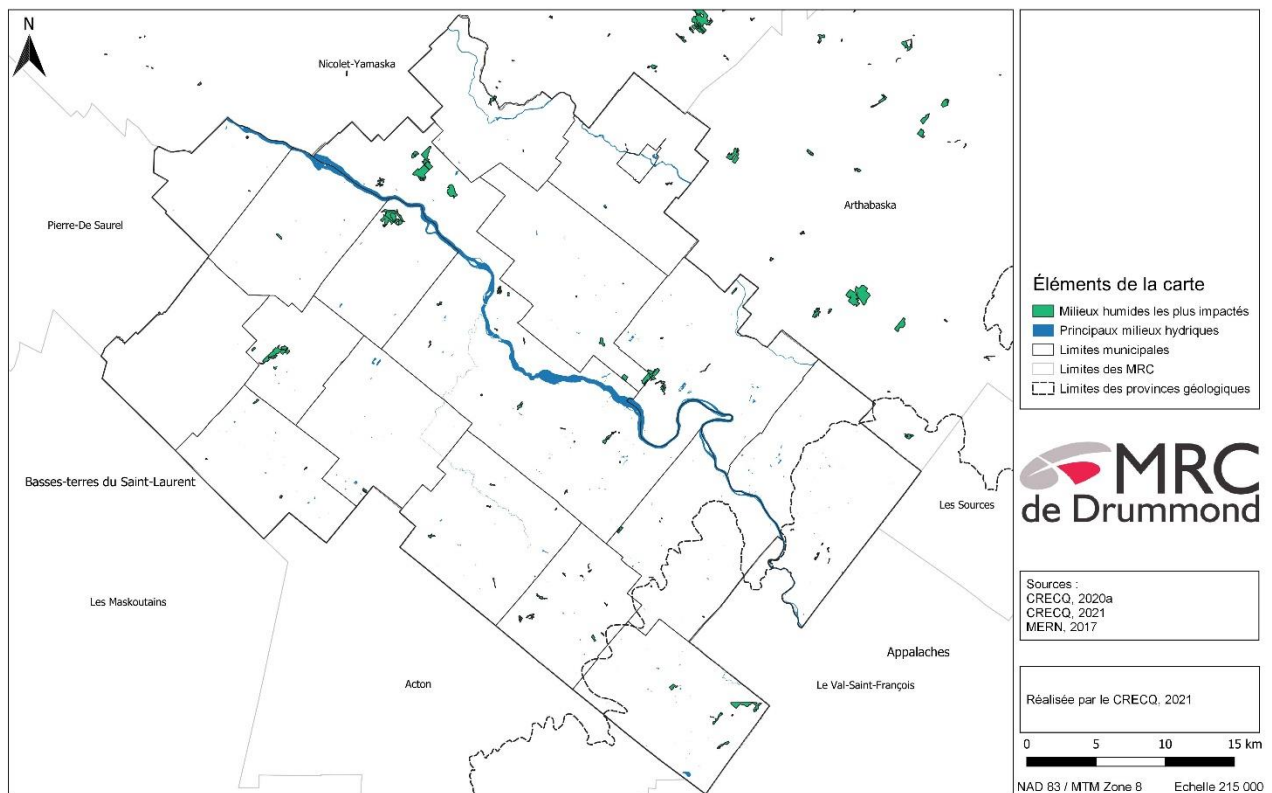 N
Nicolet-Yamaska
Pierre-De Saurel
Arthabaska
Basses-terres du Saint-Laurent
Les Sources
Les Maskoutains
Appalaches
Acton
Le Val-Saint-François
Éléments de la carte
Milieux humides les plus impactés
Principaux milieux hydriques
Limites municipales
Limites des MRC
Limites des provinces géologiques
MRC
de Drummond
Sources :
CRECQ, 2020a
CRECQ, 2021
MERN, 2017
Réalisée par le CRECQ, 2021
0 5 10 15 km
NAD 83 / MTM Zone 8 Echelle 215 000